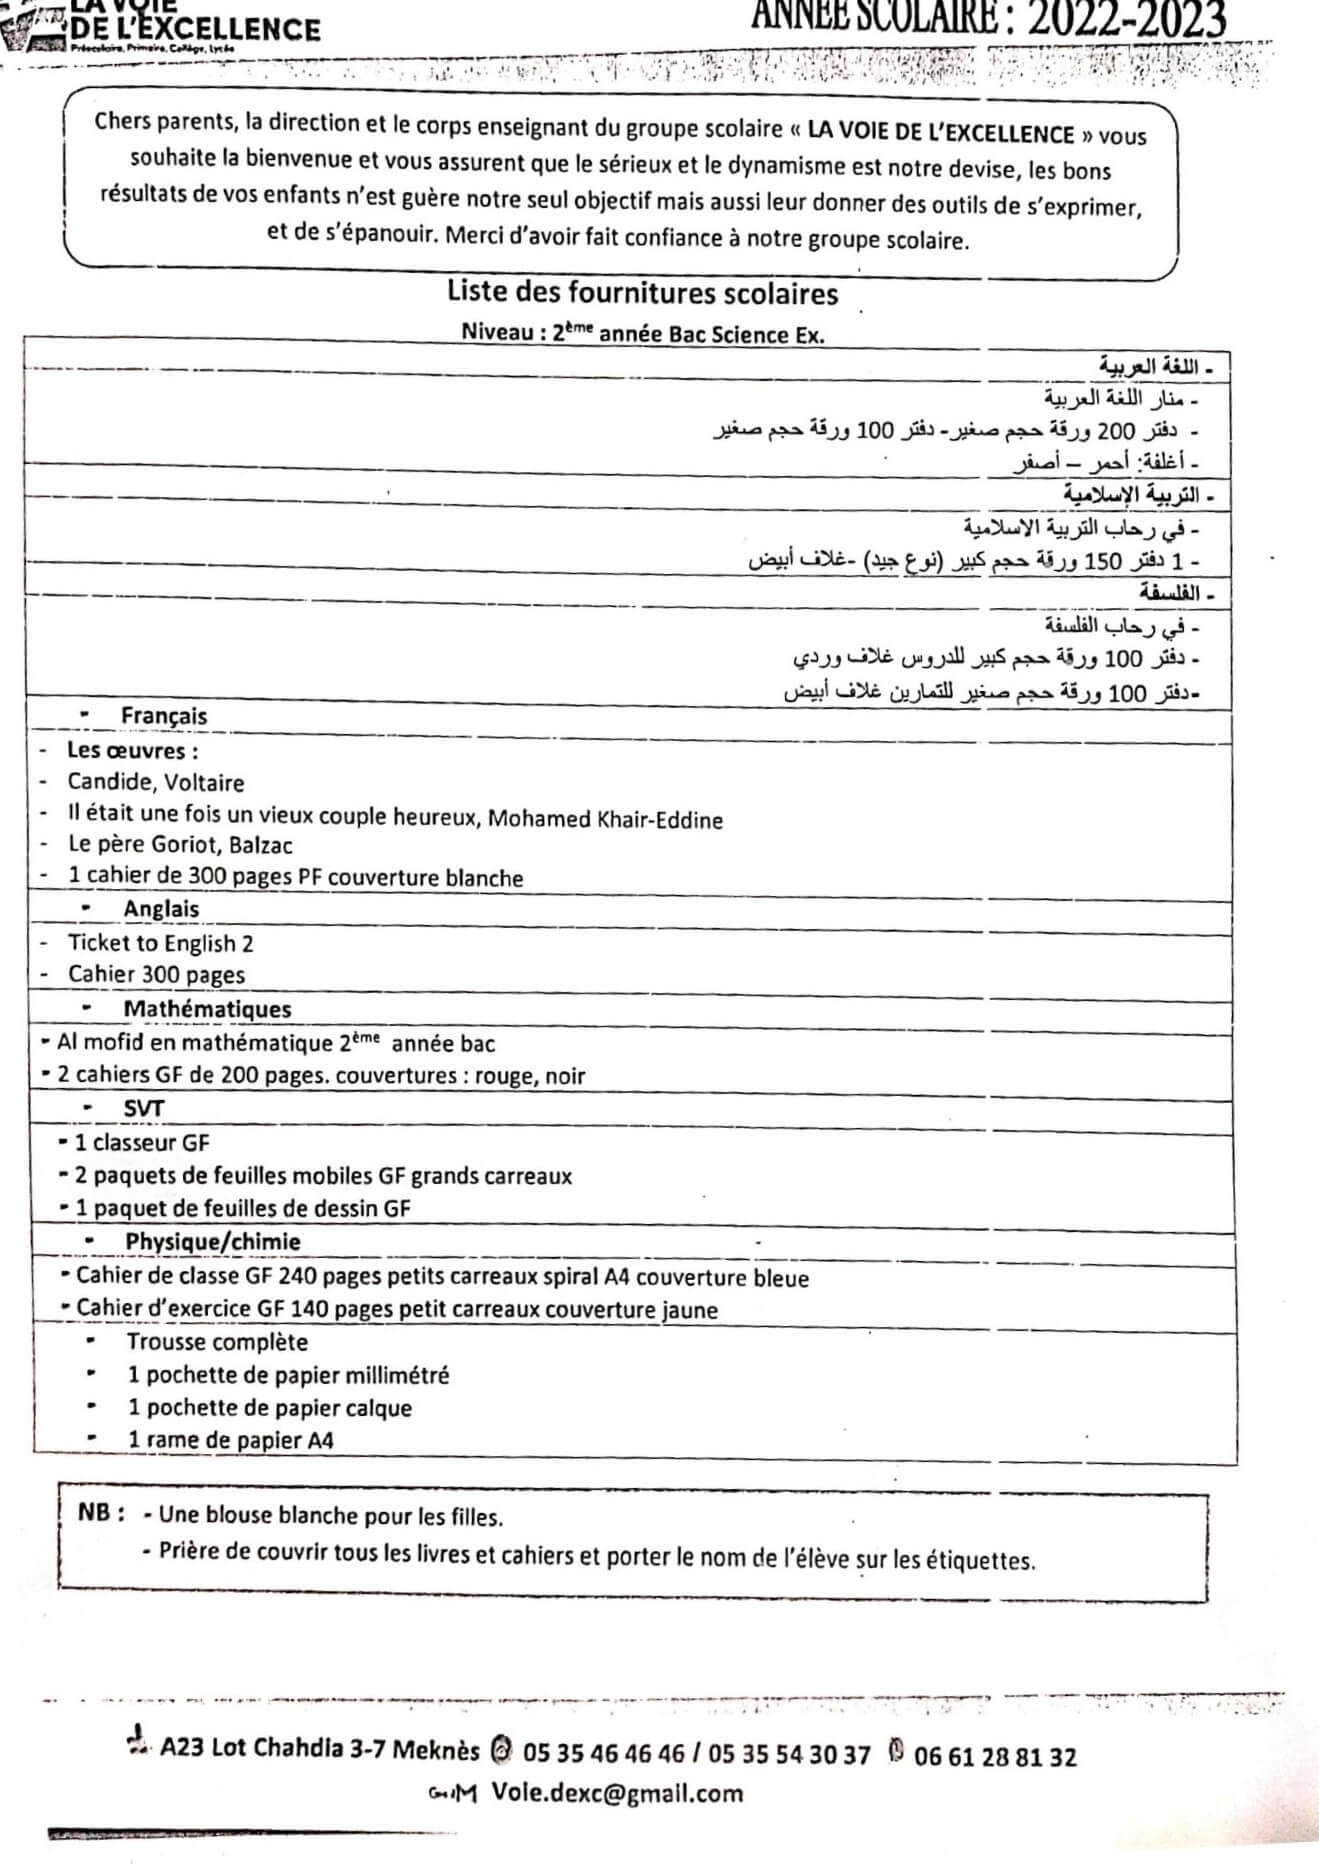 LA VOIE
DE L'EXCELLENCE
Préscolaire, Primaire, Collège, Lycée
ANNÉE SCOLAIRE : 2022-2023
Chers parents, la direction et le corps enseignant du groupe scolaire « LA VOIE DE L'EXCELLENCE » vous
souhaite la bienvenue et vous assurent que le sérieux et le dynamisme est notre devise, les bons
résultats de vos enfants n'est guère notre seul objectif mais aussi leur donner des outils de s'exprimer,
et de s'épanouir. Merci d'avoir fait confiance à notre groupe scolaire.
Liste des fournitures scolaires
Niveau : 2ème année Bac Science Ex.
- اللغة العربية
- منار اللغة العربية
- دفتر 200 ورقة حجم صغير- دفتر 100 ورقة حجم صغير
- أغلفة: أحمر – أصفر
- التربية الإسلامية
- في رحاب التربية الاسلامية
- 1 دفتر 150 ورقة حجم كبير (نوع جيد) -غلاف أبيض
- الفلسفة
- في رحاب الفلسفة
- دفتر 100 ورقة حجم كبير للدروس غلاف وردي
-دفتر 100 ورقة حجم صغير للتمارين غلاف أبيض
- Français
- Les œuvres :
- Candide, Voltaire
- Il était une fois un vieux couple heureux, Mohamed Khair-Eddine
- Le père Goriot, Balzac
- 1 cahier de 300 pages PF couverture blanche
- Anglais
- Ticket to English 2
- Cahier 300 pages
- Mathématiques
- Al mofid en mathématique 2ème année bac
- 2 cahiers GF de 200 pages. couvertures : rouge, noir
- SVT
- 1 classeur GF
- 2 paquets de feuilles mobiles GF grands carreaux
- 1 paquet de feuilles de dessin GF
- Physique/chimie
- Cahier de classe GF 240 pages petits carreaux spiral A4 couverture bleue
- Cahier d'exercice GF 140 pages petit carreaux couverture jaune
- Trousse complète
- 1 pochette de papier millimétré
- 1 pochette de papier calque
- 1 rame de papier A4
NB : - Une blouse blanche pour les filles.
- Prière de couvrir tous les livres et cahiers et porter le nom de l'élève sur les étiquettes.
A23 Lot Chahdia 3-7 Meknès 05 35 46 46 46 / 05 35 54 30 37 06 61 28 81 32
Voie.dexc@gmail.com